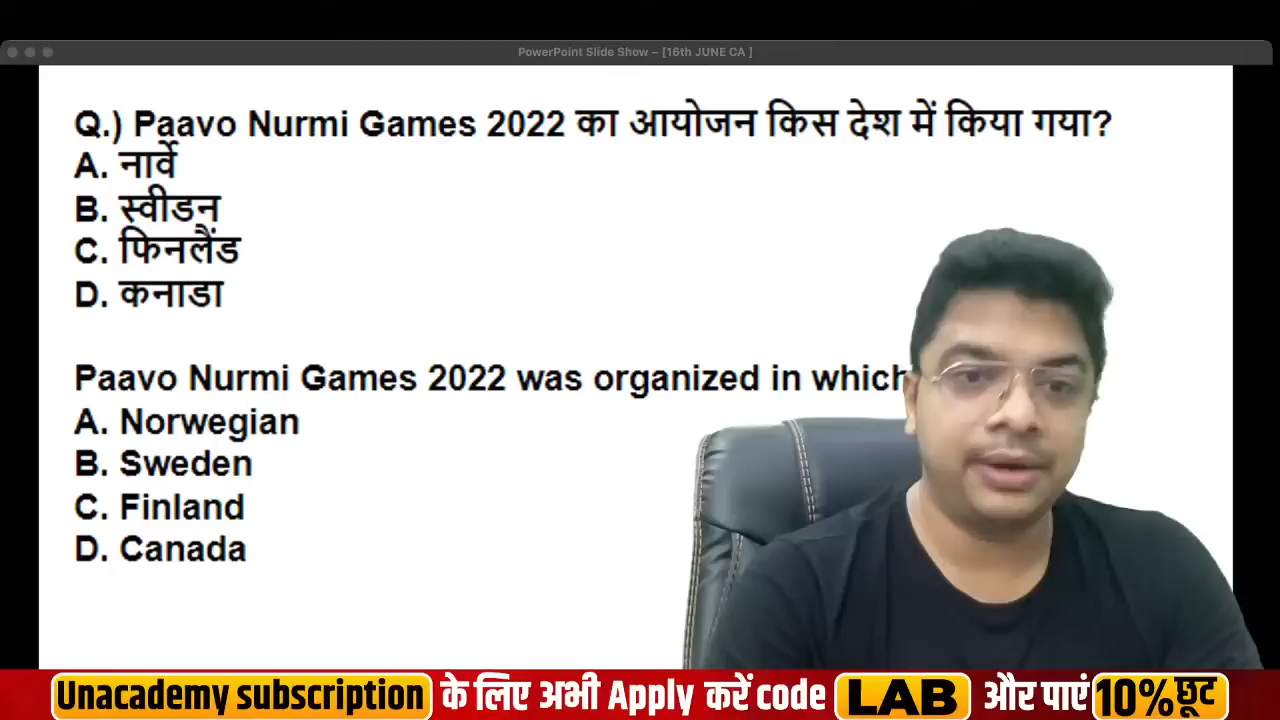 PowerPoint Slide Show – [16th JUNE CA ]
Q.) Paavo Nurmi Games 2022 का आयोजन किस देश में किया गया?
A. नार्वे
B. स्वीडन
C. फिनलैंड
D. कनाडा
Paavo Nurmi Games 2022 was organized in which
A. Norwegian
B. Sweden
C. Finland
D. Canada
Unacademy subscription के लिए अभी Apply करें code LAB और पाएं 10% छूट